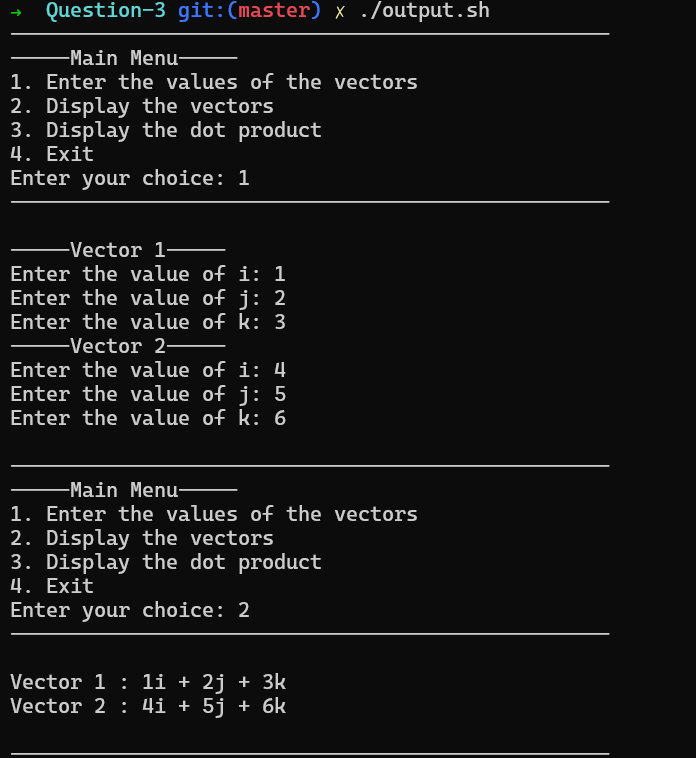 →  Question-3 git:(master) ✗ ./output.sh
--------------------------------------------------
-----Main Menu-----
1. Enter the values of the vectors
2. Display the vectors
3. Display the dot product
4. Exit
Enter your choice: 1
--------------------------------------------------
-----Vector 1-----
Enter the value of i: 1
Enter the value of j: 2
Enter the value of k: 3
-----Vector 2-----
Enter the value of i: 4
Enter the value of j: 5
Enter the value of k: 6
--------------------------------------------------
-----Main Menu-----
1. Enter the values of the vectors
2. Display the vectors
3. Display the dot product
4. Exit
Enter your choice: 2
--------------------------------------------------
Vector 1 : 1i + 2j + 3k
Vector 2 : 4i + 5j + 6k
--------------------------------------------------